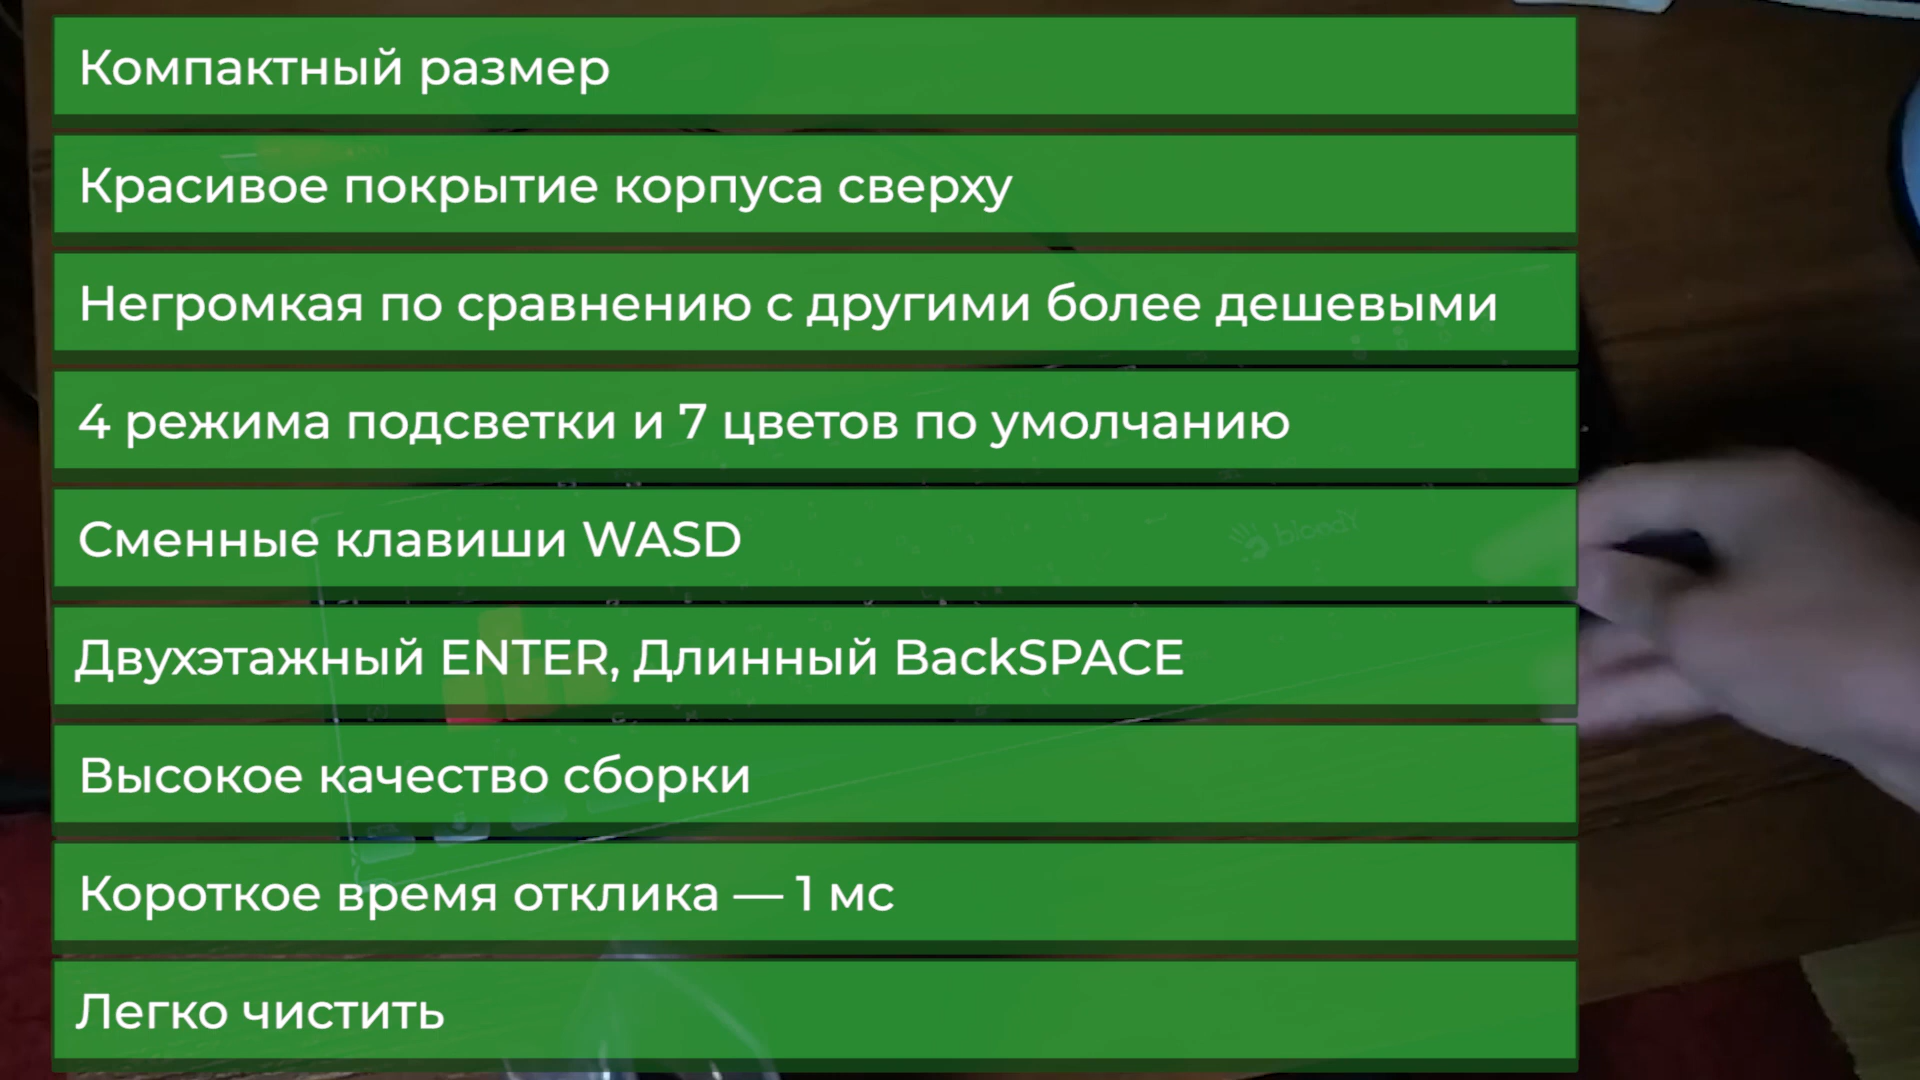 Компактный размер
Красивое покрытие корпуса сверху
Негромкая по сравнению с другими более дешевыми
4 режима подсветки и 7 цветов по умолчанию
Сменные клавиши WASD
bloody
Двухэтажный ENTER, Длинный BackSPACE
Высокое качество сборки
Короткое время отклика — 1 мс
Легко чистить